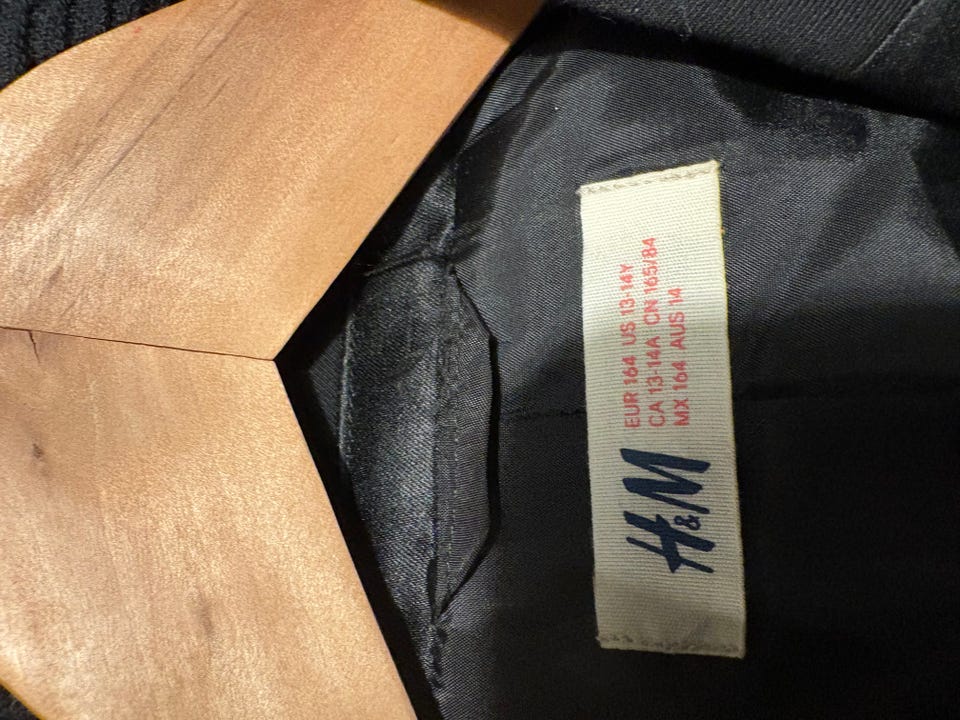 H&M
EUR 164 US 13-14Y
CA 13-14A CN 165/84
MX 164 AUS 14